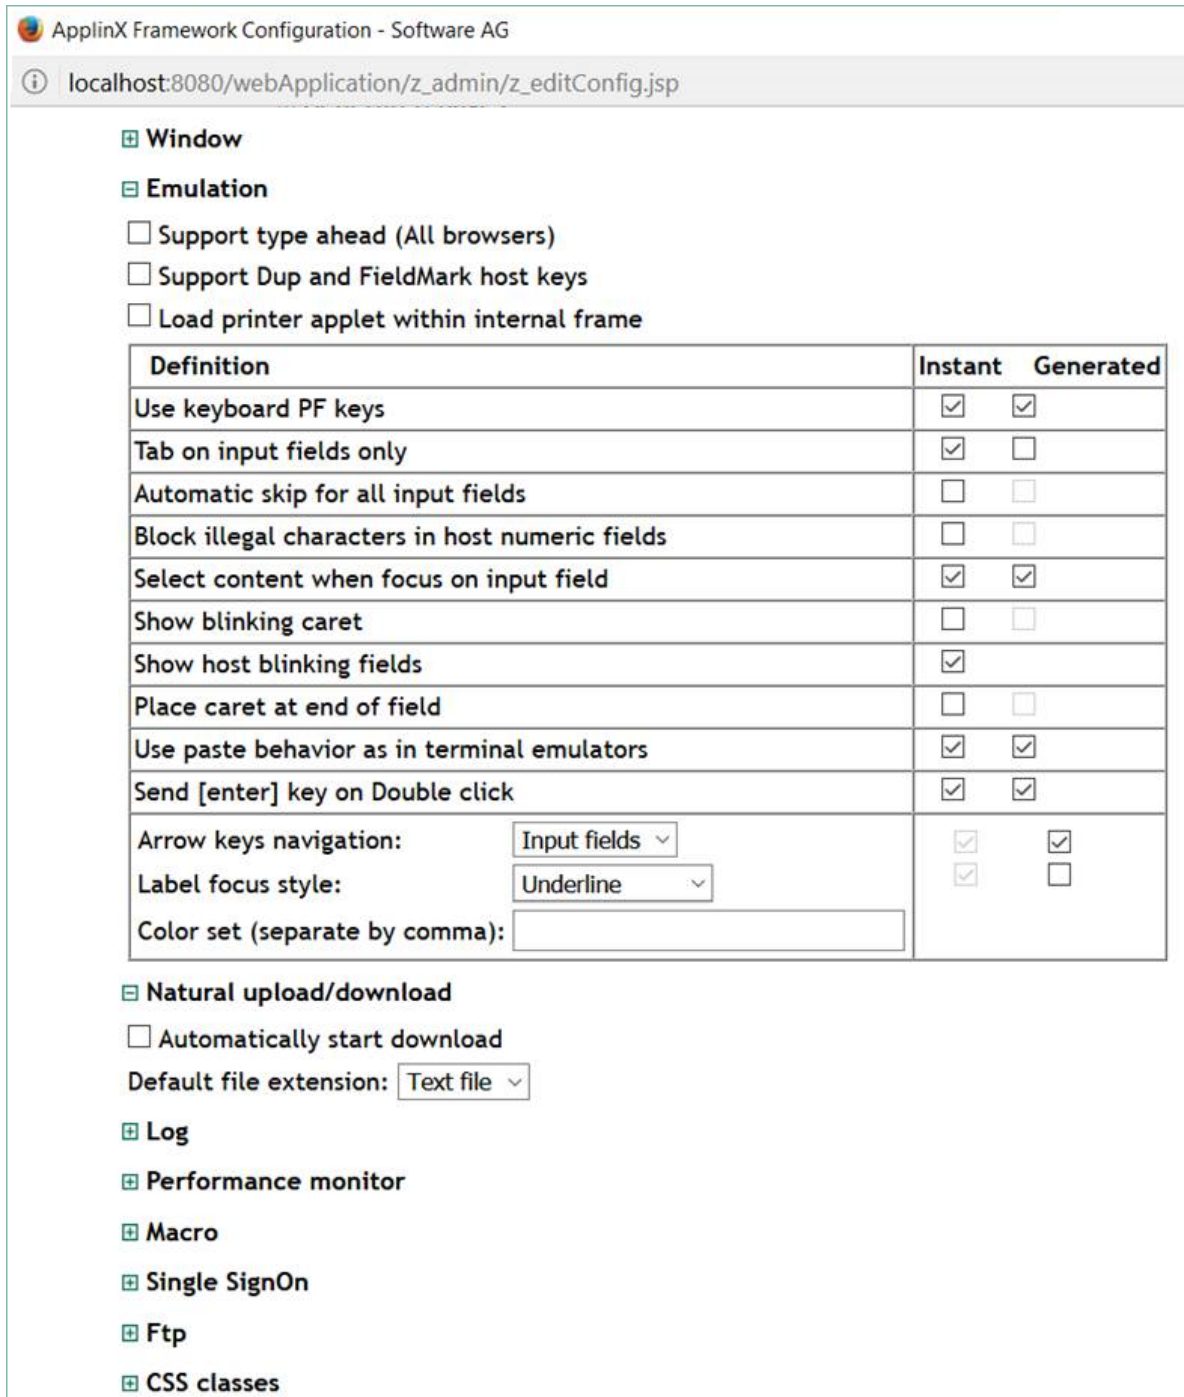 ApplinX Framework Configuration - Software AG
localhost:8080/webApplication/z_admin/z_editConfig.jsp
Window
Emulation
Support type ahead (All browsers)
Support Dup and FieldMark host keys
Load printer applet within internal frame
Definition Instant Generated
Use keyboard PF keys
Tab on input fields only
Automatic skip for all input fields
Block illegal characters in host numeric fields
Select content when focus on input field
Show blinking caret
Show host blinking fields
Place caret at end of field
Use paste behavior as in terminal emulators
Send [enter] key on Double click
Arrow keys navigation: Input fields
Label focus style: Underline
Color set (separate by comma):
Natural upload/download
Automatically start download
Default file extension: Text file
Log
Performance monitor
Macro
Single SignOn
Ftp
CSS classes